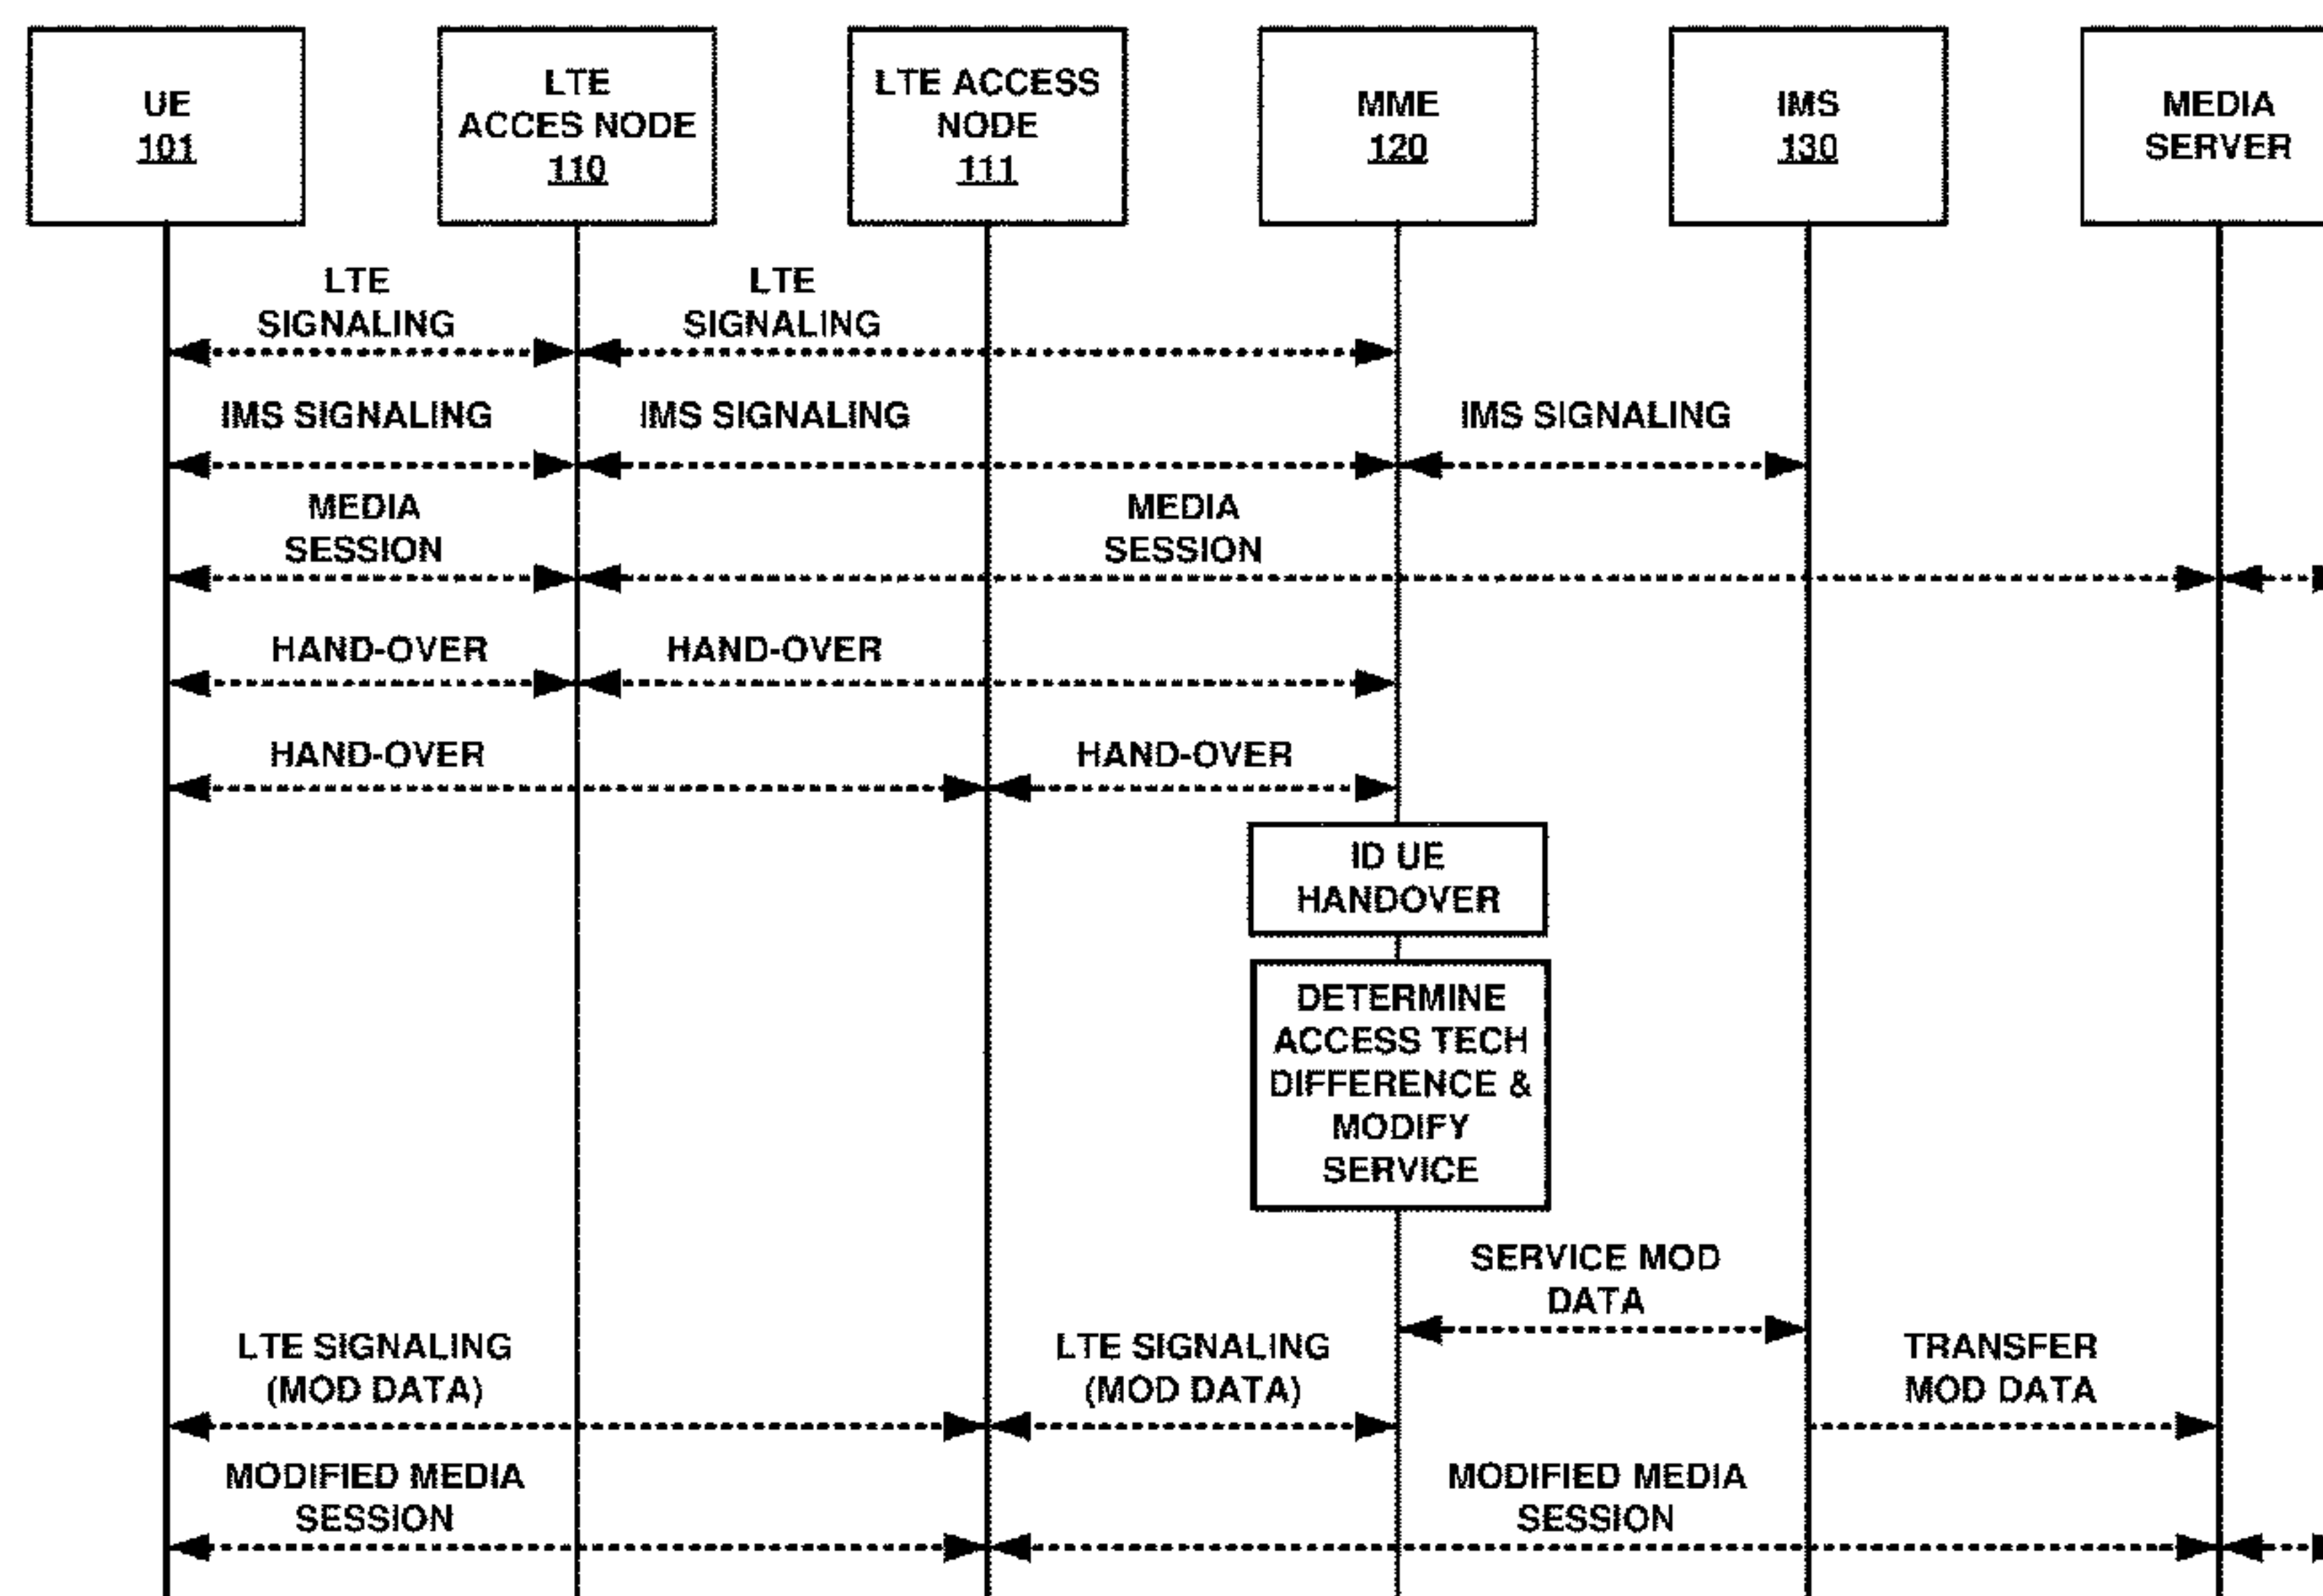 UE
101
LTE
ACCES NODE
110
LTE ACCESS
NODE
111
MME
120
IMS
130
MEDIA
SERVER
LTE
SIGNALING
LTE
SIGNALING
IMS SIGNALING
IMS SIGNALING
IMS SIGNALING
MEDIA
SESSION
MEDIA
SESSION
HAND-OVER
HAND-OVER
HAND-OVER
HAND-OVER
ID UE
HANDOVER
DETERMINE
ACCESS TECH
DIFFERENCE &
MODIFY
SERVICE
SERVICE MOD
DATA
LTE SIGNALING
(MOD DATA)
LTE SIGNALING
(MOD DATA)
TRANSFER
MOD DATA
MODIFIED MEDIA
SESSION
MODIFIED MEDIA
SESSION